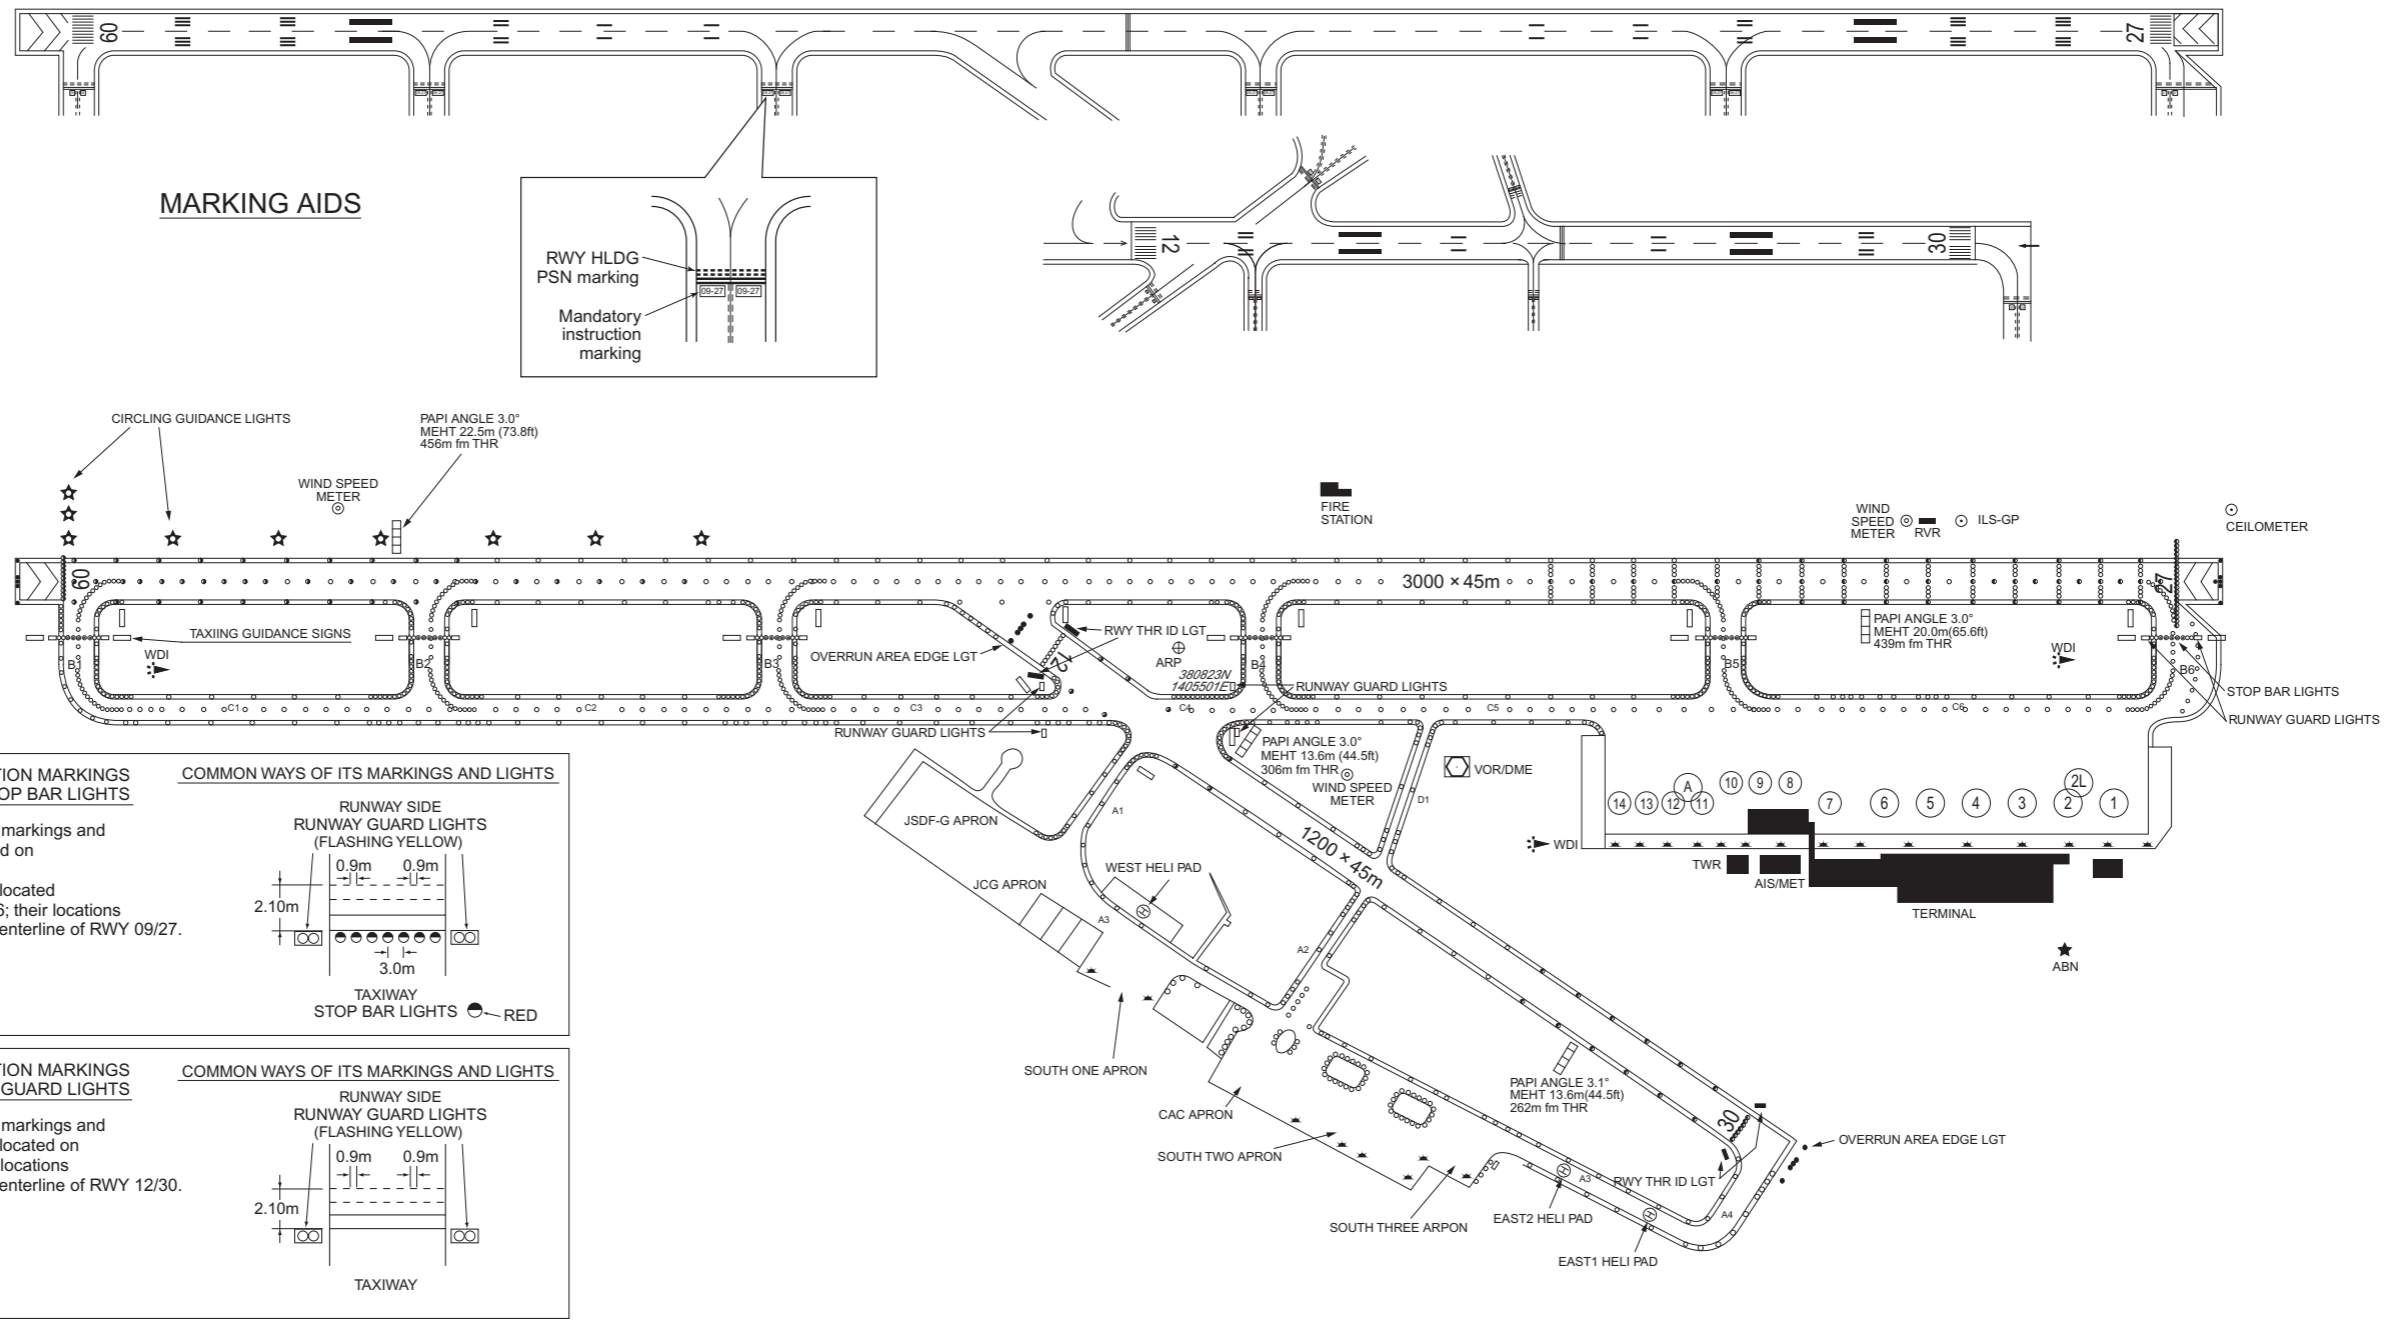 09
27
MARKING AIDS
RWY HLDG
PSN marking
09-27
09-27
Mandatory
instruction
marking
12
30
CIRCLING GUIDANCE LIGHTS
PAPI ANGLE 3.0°
MEHT 22.5m (73.8ft)
456m fm THR
WIND SPEED
METER
FIRE
STATION
WIND
SPEED
METER
RVR
ILS-GP
CEILOMETER
09
3000 × 45m
27
TAXIING GUIDANCE SIGNS
WDI
B1
B2
B3
OVERRUN AREA EDGE LGT
RWY THR ID LGT
12
ARP
380823N
1405501E
B4
RUNWAY GUARD LIGHTS
B5
PAPI ANGLE 3.0°
MEHT 20.0m(65.6ft)
439m fm THR
WDI
B6
STOP BAR LIGHTS
RUNWAY GUARD LIGHTS
C1
C2
C3
C4
C5
C6
RUNWAY GUARD LIGHTS
PAPI ANGLE 3.0°
MEHT 13.6m (44.5ft)
306m fm THR
WIND SPEED
METER
VOR/DME
D1
TION MARKINGS
OP BAR LIGHTS
markings and
d on
located
6; their locations
enterline of RWY 09/27.
COMMON WAYS OF ITS MARKINGS AND LIGHTS
RUNWAY SIDE
RUNWAY GUARD LIGHTS
(FLASHING YELLOW)
0.9m
0.9m
2.10m
3.0m
TAXIWAY
STOP BAR LIGHTS
RED
JSDF-G APRON
A1
1200 × 45m
JCG APRON
WEST HELI PAD
H
A3
A2
14
13
12
A
11
10
9
8
7
6
5
4
3
2L
2
1
WDI
TWR
AIS/MET
TERMINAL
ABN
SOUTH ONE APRON
CAC APRON
SOUTH TWO APRON
SOUTH THREE ARPON
PAPI ANGLE 3.1°
MEHT 13.6m(44.5ft)
262m fm THR
30
OVERRUN AREA EDGE LGT
RWY THR ID LGT
H
A3
EAST2 HELI PAD
H
A4
EAST1 HELI PAD
TION MARKINGS
GUARD LIGHTS
markings and
located on
locations
enterline of RWY 12/30.
COMMON WAYS OF ITS MARKINGS AND LIGHTS
RUNWAY SIDE
RUNWAY GUARD LIGHTS
(FLASHING YELLOW)
0.9m
0.9m
2.10m
TAXIWAY